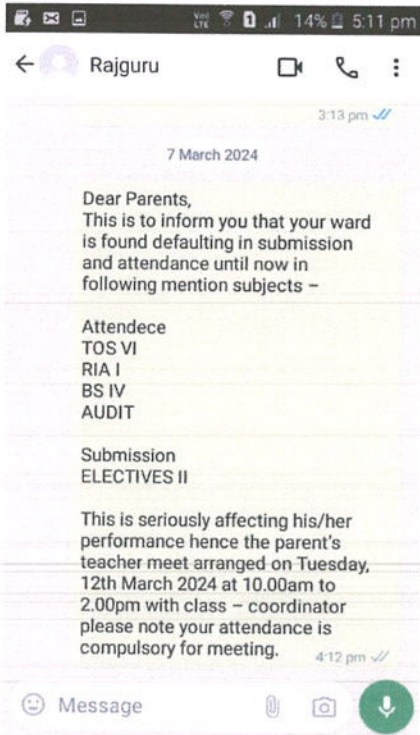 Vo) LTE 1 14% 5:11 pm
Rajguru
3:13 pm
7 March 2024
Dear Parents,
This is to inform you that your ward
is found defaulting in submission
and attendance until now in
following mention subjects –
Attendece
TOS VI
RIA I
BS IV
AUDIT
Submission
ELECTIVES II
This is seriously affecting his/her
performance hence the parent's
teacher meet arranged on Tuesday,
12th March 2024 at 10.00am to
2.00pm with class – coordinator
please note your attendance is
compulsory for meeting.
4:12 pm
Message